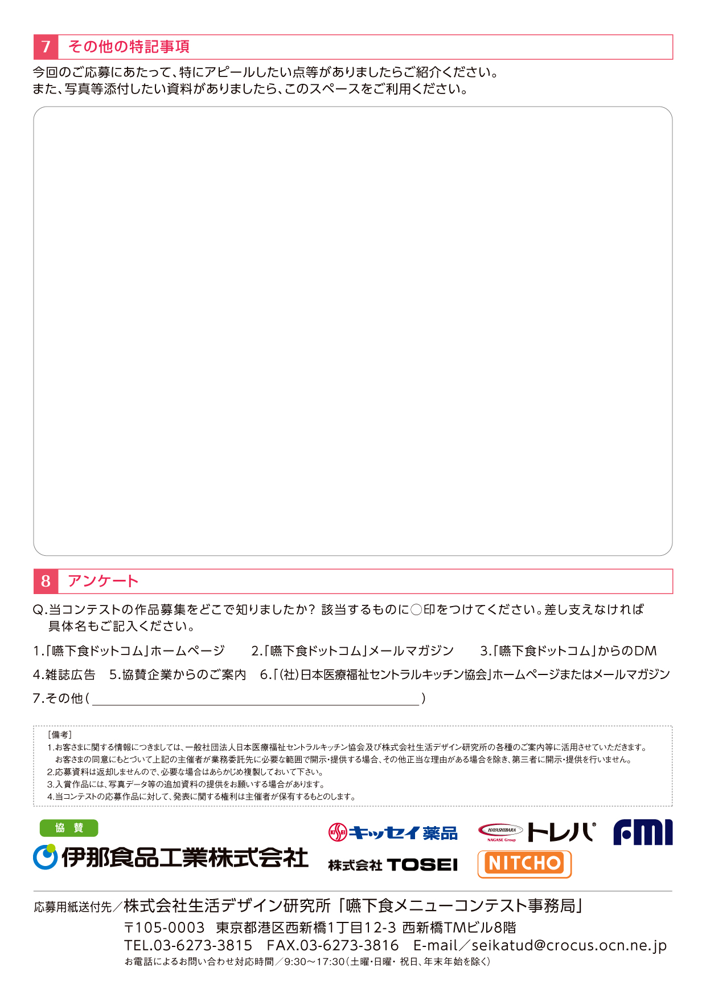 7 その他の特記事項
今回のご応募にあたって、特にアピールしたい点等がありましたらご紹介ください。
また、写真等添付したい資料がありましたら、このスペースをご利用ください。
8 アンケート
Q.当コンテストの作品募集をどこで知りましたか? 該当するものに○印をつけてください。差し支えなければ
具体名もご記入ください。
1.「嚥下食ドットコム」ホームページ 2.「嚥下食ドットコム」メールマガジン 3.「嚥下食ドットコム」からのDM
4.雑誌広告 5.協賛企業からのご案内 6.「(社)日本医療福祉セントラルキッチン協会」ホームページまたはメールマガジン
7.その他( )
［備考］
1.お客さまに関する情報につきましては、一般社団法人日本医療福祉セントラルキッチン協会及び株式会社生活デザイン研究所の各種のご案内等に活用させていただきます。
お客さまの同意にもとづいて上記の主催者が業務委託先に必要な範囲で開示・提供する場合、その他正当な理由がある場合を除き、第三者に開示・提供を行いません。
2.応募資料は返却しませんので、必要な場合はあらかじめ複製しておいて下さい。
3.入賞作品には、写真データ等の追加資料の提供をお願いする場合があります。
4.当コンテストの応募作品に対して、発表に関する権利は主催者が保有するもとのします。
協 賛
伊那食品工業株式会社
KISSEI キッセイ薬品
HAYASHIBARA
NAGASE Group
トレハ®
FMI
株式会社 TOSEI
NITCHO
応募用紙送付先／株式会社生活デザイン研究所「嚥下食メニューコンテスト事務局」
〒105-0003 東京都港区西新橋1丁目12-3 西新橋TMビル8階
TEL.03-6273-3815 FAX.03-6273-3816 E-mail／seikatud@crocus.ocn.ne.jp
お電話によるお問い合わせ対応時間／9:30～17:30（土曜・日曜・ 祝日、年末年始を除く）